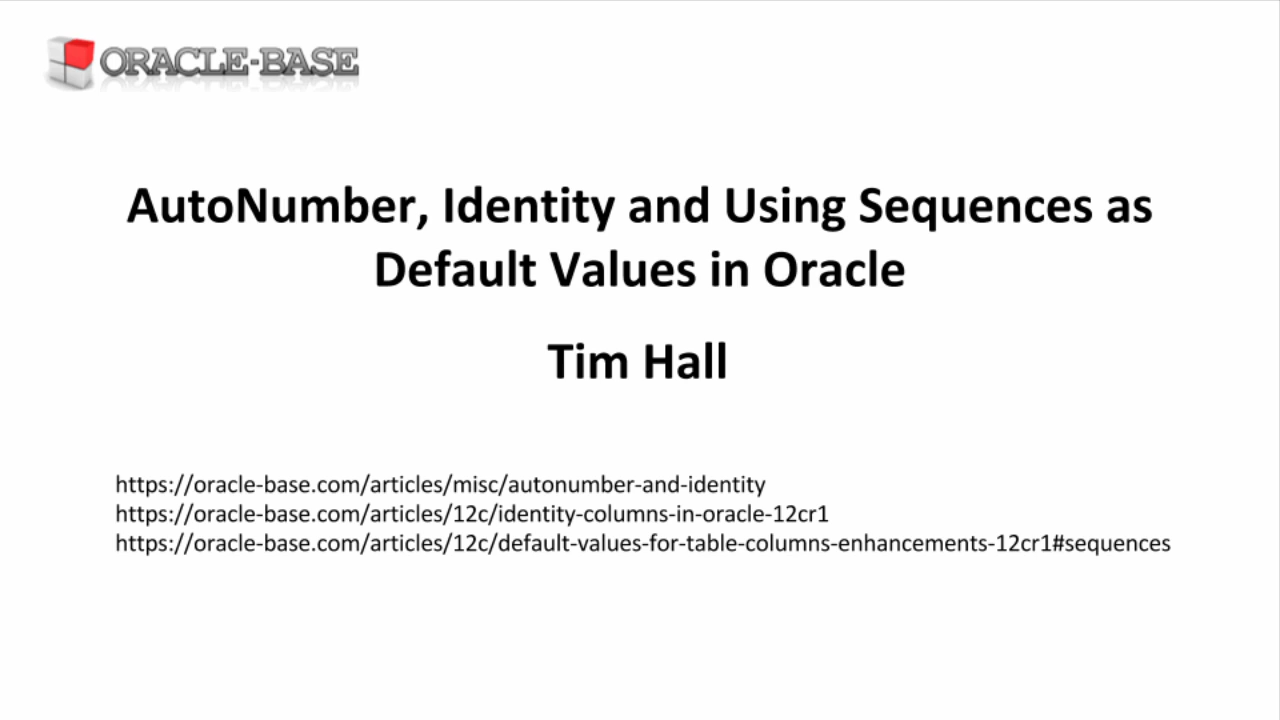 ORACLE-BASE
AutoNumber, Identity and Using Sequences as
Default Values in Oracle
Tim Hall
https://oracle-base.com/articles/misc/autonumber-and-identity
https://oracle-base.com/articles/12c/identity-columns-in-oracle-12cr1
https://oracle-base.com/articles/12c/default-values-for-table-columns-enhancements-12cr1#sequences